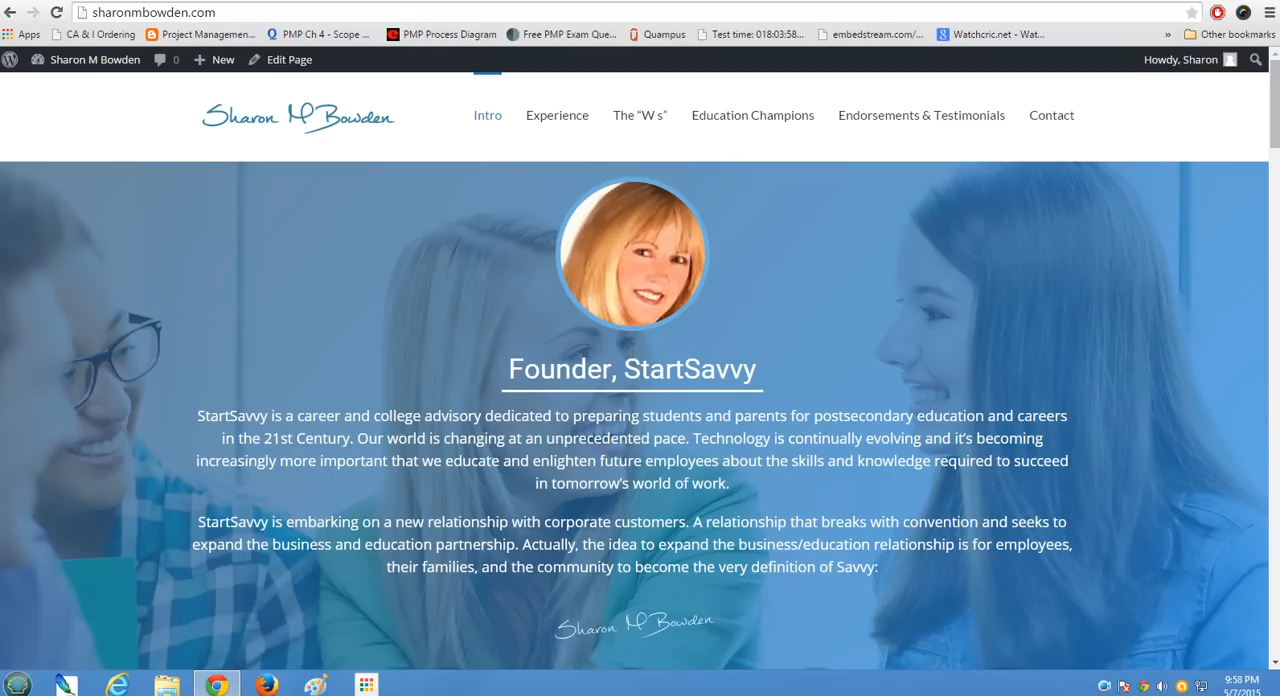 sharonmbowden.com
Apps CA & I Ordering Project Managemen... PMP Ch 4 - Scope ... PMP Process Diagram Free PMP Exam Que... Quampus Test time: 018:03:58... embedstream.com/... Watchcric.net - Wat... » Other bookmarks
Sharon M Bowden 0 New Edit Page Howdy, Sharon
Sharon M Bowden Intro Experience The “W s” Education Champions Endorsements & Testimonials Contact
Founder, StartSavvy
StartSavvy is a career and college advisory dedicated to preparing students and parents for postsecondary education and careers
in the 21st Century. Our world is changing at an unprecedented pace. Technology is continually evolving and it’s becoming
increasingly more important that we educate and enlighten future employees about the skills and knowledge required to succeed
in tomorrow’s world of work.
StartSavvy is embarking on a new relationship with corporate customers. A relationship that breaks with convention and seeks to
expand the business and education partnership. Actually, the idea to expand the business/education relationship is for employees,
their families, and the community to become the very definition of Savvy:
Sharon M Bowden
9:58 PM
5/7/2015